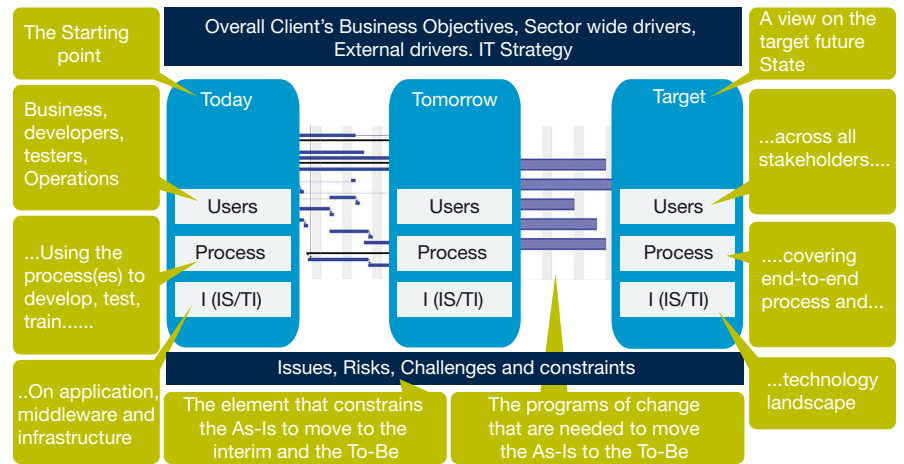 The Starting
point
Overall Client's Business Objectives, Sector wide drivers,
External drivers. IT Strategy
A view on the
target future
State
Today
Tomorrow
Target
Business,
developers,
testers,
Operations
...across all
stakeholders....
Users
Users
Users
...Using the
process(es) to
develop, test,
train......
Process
Process
Process
....covering
end-to-end
process and...
I (IS/TI)
I (IS/TI)
I (IS/TI)
Issues, Risks, Challenges and constraints
..On application,
middleware and
infrastructure
...technology
landscape
The element that constrains
the As-Is to move to the
interim and the To-Be
The programs of change
that are needed to move
the As-Is to the To-Be